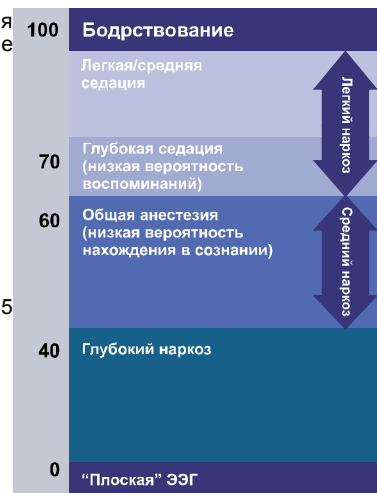 я
е
100 Бодрствование
Легкая/средняя
седация
Легкий наркоз
70 Глубокая седация
(низкая вероятность
воспоминаний)
60 Общая анестезия
(низкая вероятность
нахождения в сознании)
Средний наркоз
5
40 Глубокий наркоз
0
“Плоская” ЭЭГ